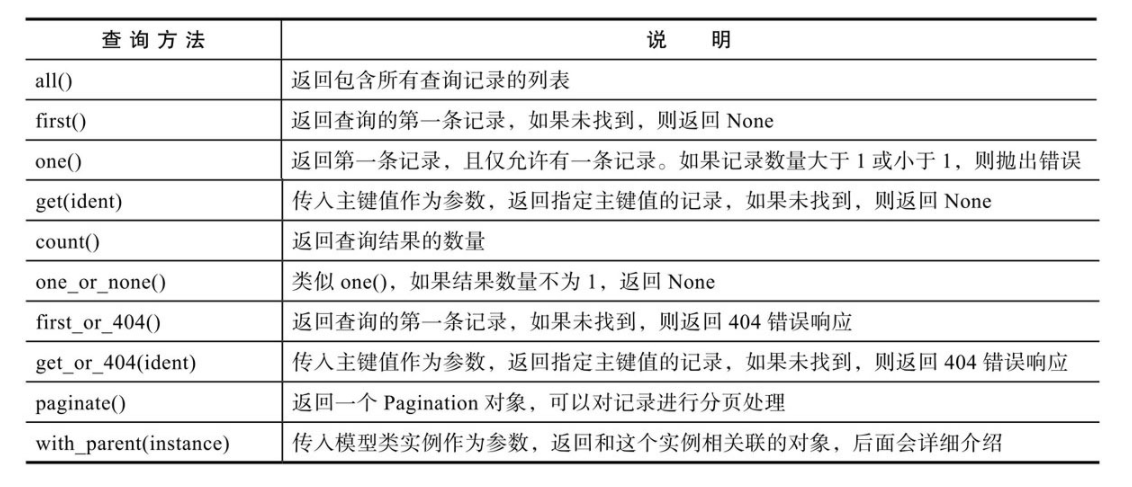 查询方法 说 明
all() 返回包含所有查询记录的列表
first() 返回查询的第一条记录，如果未找到，则返回 None
one() 返回第一条记录，且仅允许有一条记录。如果记录数量大于 1 或小于 1，则抛出错误
get(ident) 传入主键值作为参数，返回指定主键值的记录，如果未找到，则返回 None
count() 返回查询结果的数量
one_or_none() 类似 one()，如果结果数量不为 1，返回 None
first_or_404() 返回查询的第一条记录，如果未找到，则返回 404 错误响应
get_or_404(ident) 传入主键值作为参数，返回指定主键值的记录，如果未找到，则返回 404 错误响应
paginate() 返回一个 Pagination 对象，可以对记录进行分页处理
with_parent(instance) 传入模型类实例作为参数，返回和这个实例相关联的对象，后面会详细介绍